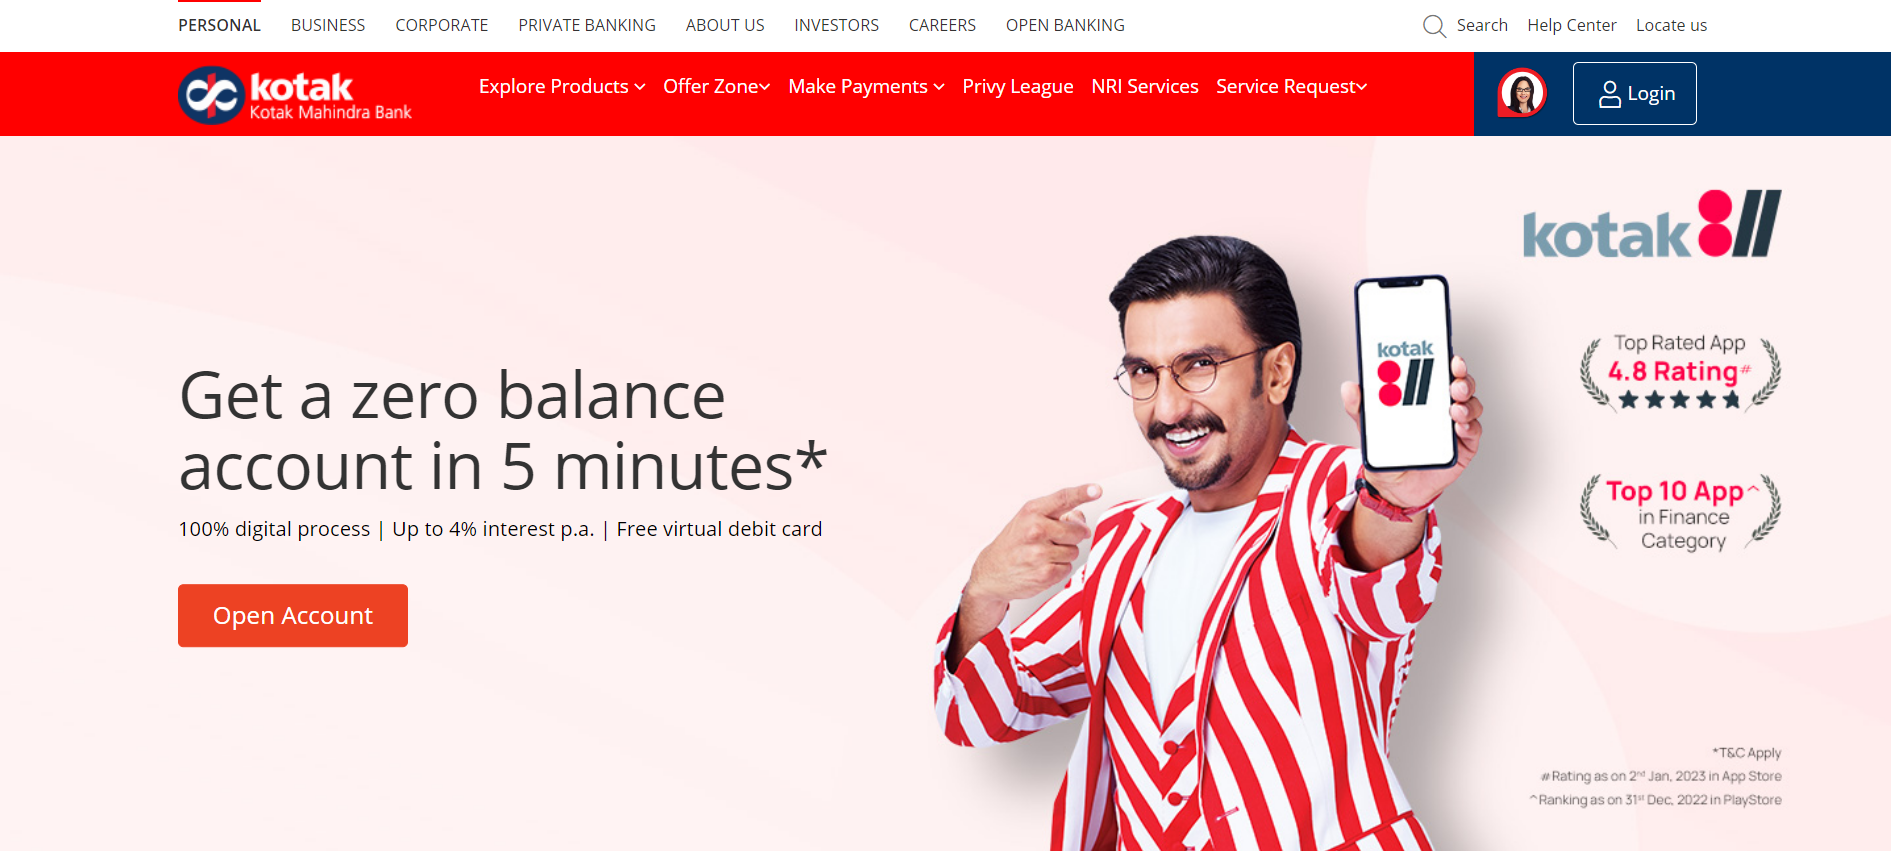 PERSONAL BUSINESS CORPORATE PRIVATE BANKING ABOUT US INVESTORS CAREERS OPEN BANKING Search Help Center Locate us
kotak
Kotak Mahindra Bank
Explore Products Offer Zone Make Payments Privy League NRI Services Service Request
Login
kotak 811
Get a zero balance
account in 5 minutes*
100% digital process | Up to 4% interest p.a. | Free virtual debit card
Open Account
kotak
811
Top Rated App
4.8 Rating#
Top 10 App^
in Finance
Category
*T&C Apply
#Rating as on 2nd Jan, 2023 in App Store
^Ranking as on 31st Dec, 2022 in PlayStore